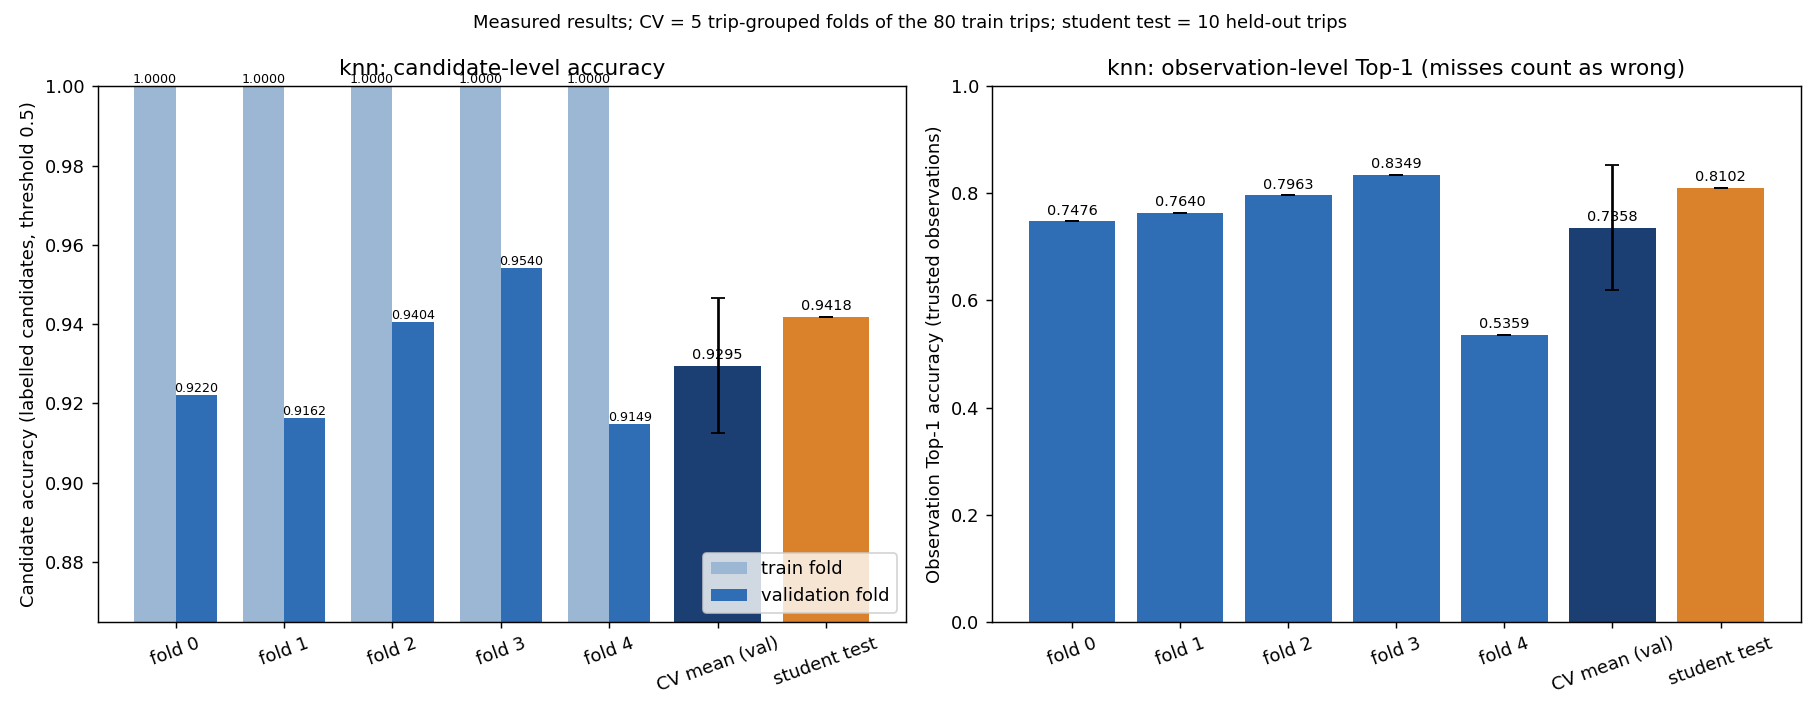 Measured results; CV = 5 trip-grouped folds of the 80 train trips; student test = 10 held-out trips
knn: candidate-level accuracy
Candidate accuracy (labelled candidates, threshold 0.5)
1.00
0.98
0.96
0.94
0.92
0.90
0.88
1.0000
1.0000
1.0000
1.0000
1.0000
0.9220
0.9162
0.9404
0.9540
0.9149
0.9295
0.9418
train fold
validation fold
fold 0
fold 1
fold 2
fold 3
fold 4
CV mean (val)
student test
knn: observation-level Top-1 (misses count as wrong)
Observation Top-1 accuracy (trusted observations)
1.0
0.8
0.6
0.4
0.2
0.0
0.7476
0.7640
0.7963
0.8349
0.5359
0.7358
0.8102
fold 0
fold 1
fold 2
fold 3
fold 4
CV mean (val)
student test